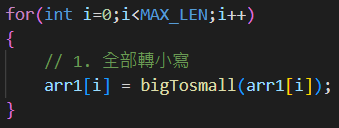 for(int i=0;i<MAX_LEN;i++)
{
    // 1. 全部轉小寫
    arr1[i] = bigTosmall(arr1[i]);
}